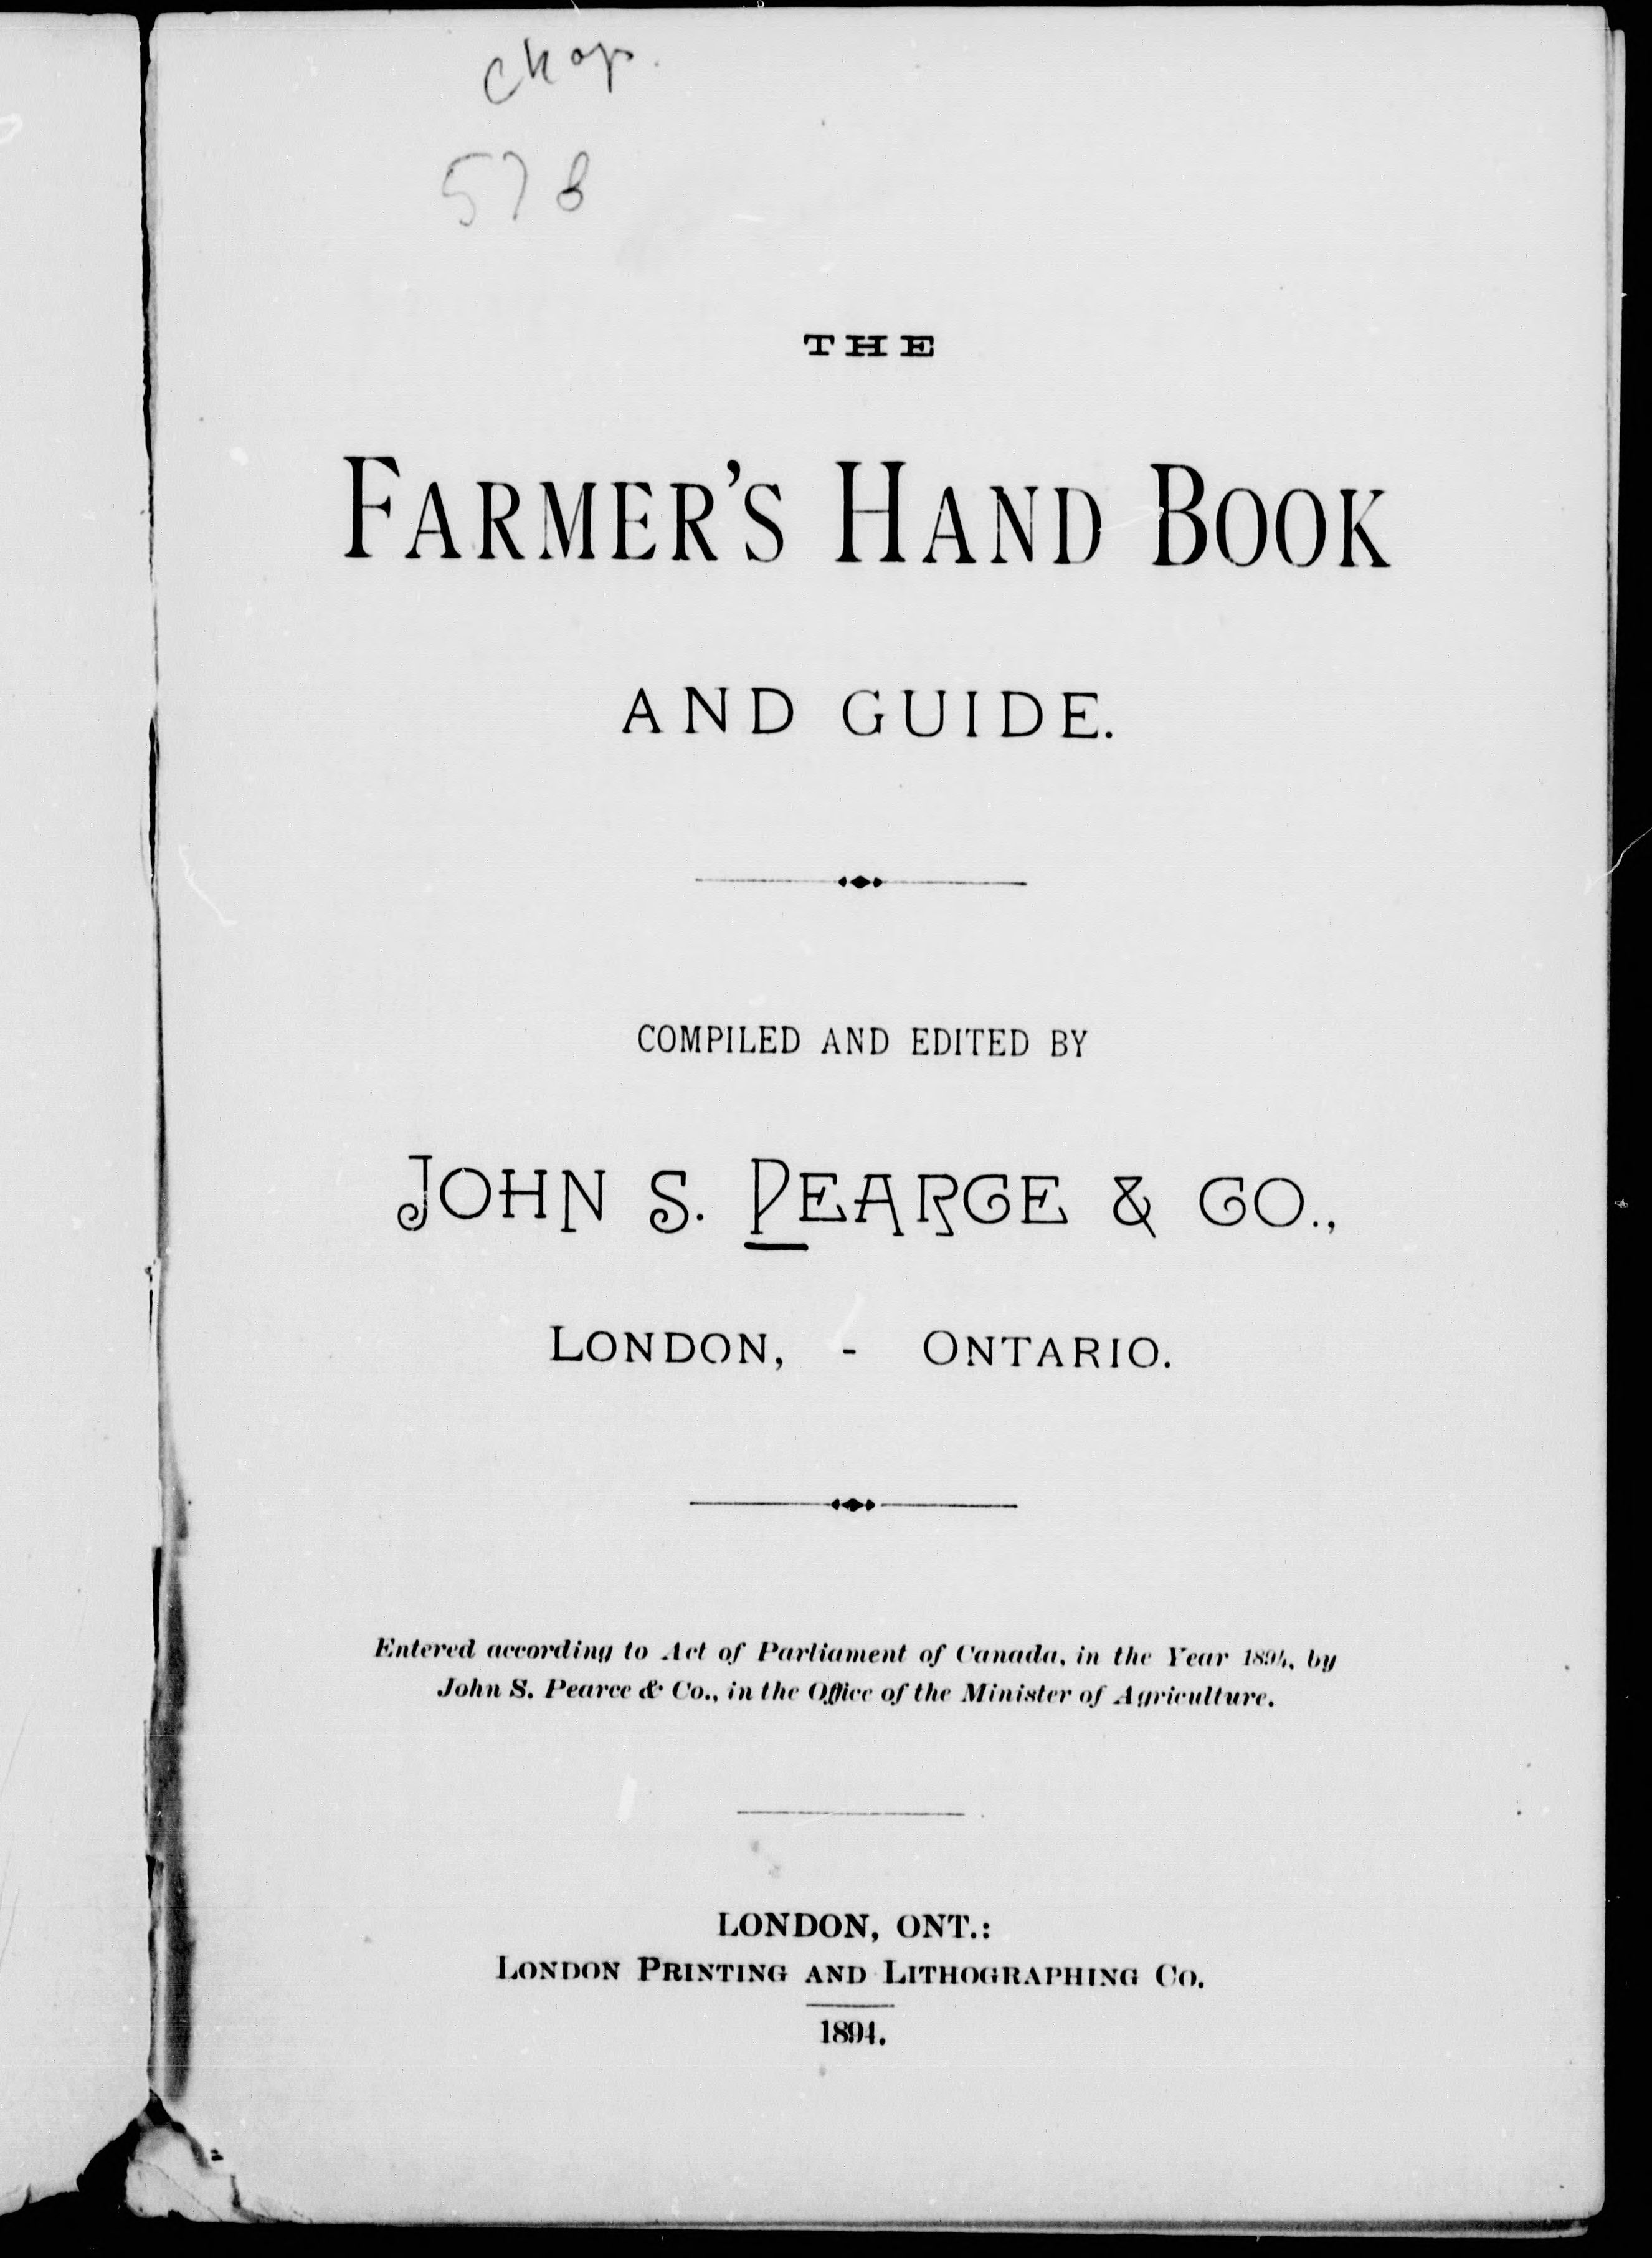 Chap.
578
THE
FARMER'S HAND BOOK
AND GUIDE.
COMPILED AND EDITED BY
JOHN S. PEARCE & CO.,
LONDON, - ONTARIO.
Entered according to Act of Parliament of Canada, in the Year 1894, by
John S. Pearce & Co., in the Office of the Minister of Agriculture.
LONDON, ONT.:
LONDON PRINTING AND LITHOGRAPHING CO.
1894.